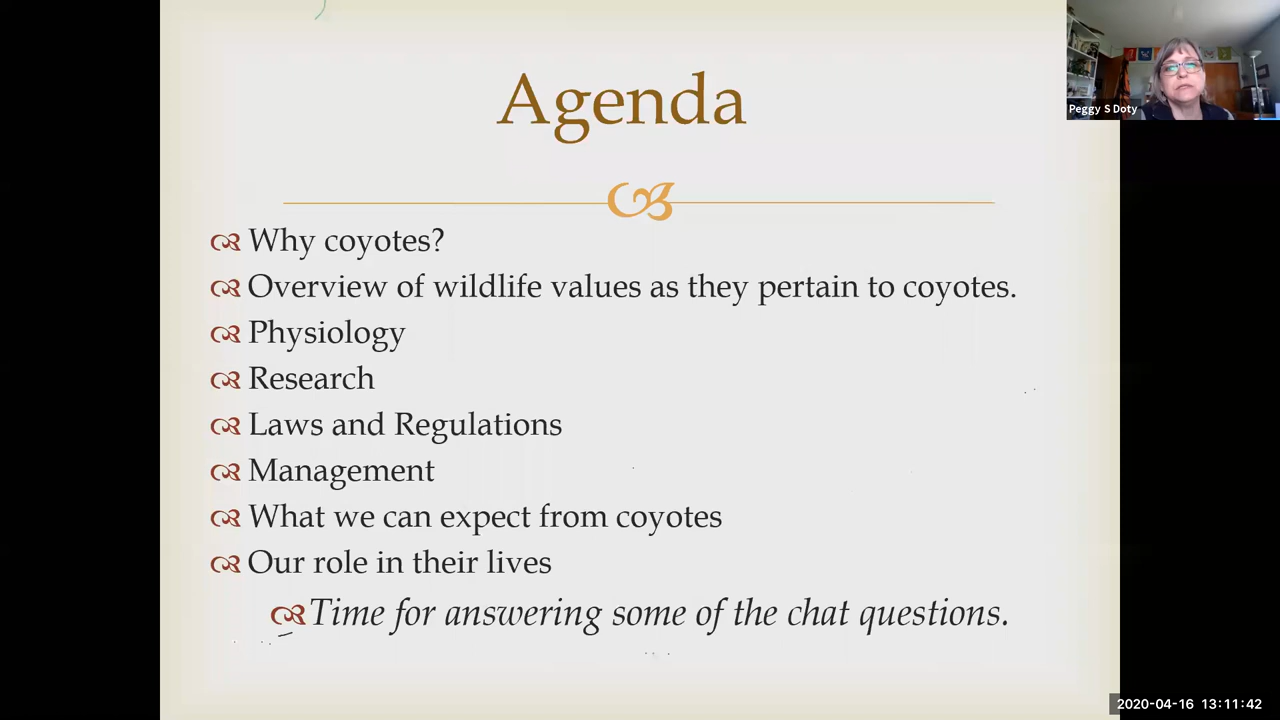 Agenda
Peggy S Doty
Why coyotes?
Overview of wildlife values as they pertain to coyotes.
Physiology
Research
Laws and Regulations
Management
What we can expect from coyotes
Our role in their lives
Time for answering some of the chat questions.
2020-04-16 13:11:42